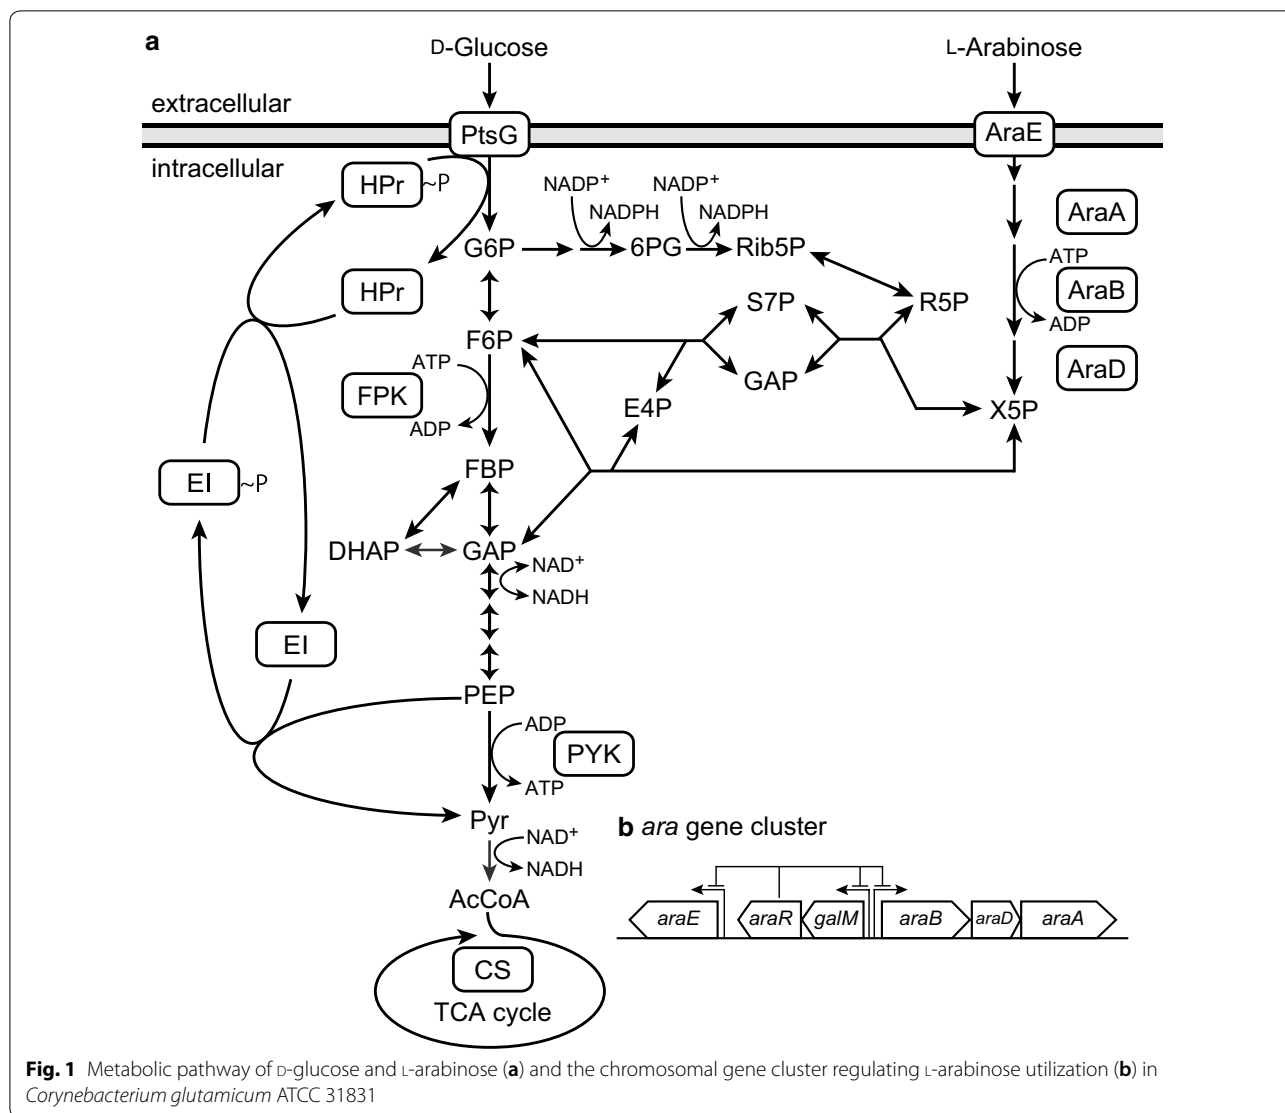 a
D-Glucose
L-Arabinose
extracellular
PtsG
AraE
intracellular
HPr ~P
NADP+
NADPH
NADP+
NADPH
AraA
G6P
6PG
Rib5P
ATP
HPr
S7P
R5P
AraB
ADP
F6P
ATP
FPK
ADP
GAP
AraD
E4P
X5P
FBP
EI ~P
DHAP
GAP
NAD+
NADH
EI
PEP
ADP
PYK
ATP
Pyr
NAD+
NADH
b ara gene cluster
AcCoA
araE
araR
galM
araB
araD
araA
CS
TCA cycle
Fig. 1 Metabolic pathway of D-glucose and L-arabinose (a) and the chromosomal gene cluster regulating L-arabinose utilization (b) in
Corynebacterium glutamicum ATCC 31831